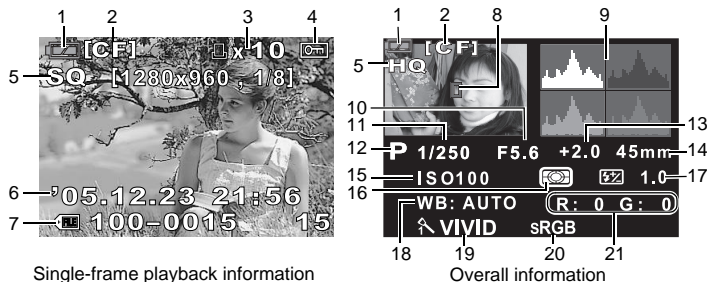 1 2 3 4
[CF] x10
5 SQ [1280x960 , 1/8]
6 '05.12.23 21:56
7 100-0015 15
Single-frame playback information
1 2 8 9
[CF]
5 HQ
10
11 13
12 P 1/250 F5.6 +2.0 45mm 14
15 ISO100 1.0 17
16
WB: AUTO R: 0 G: 0
18 VIVID sRGB
19 20 21
Overall information